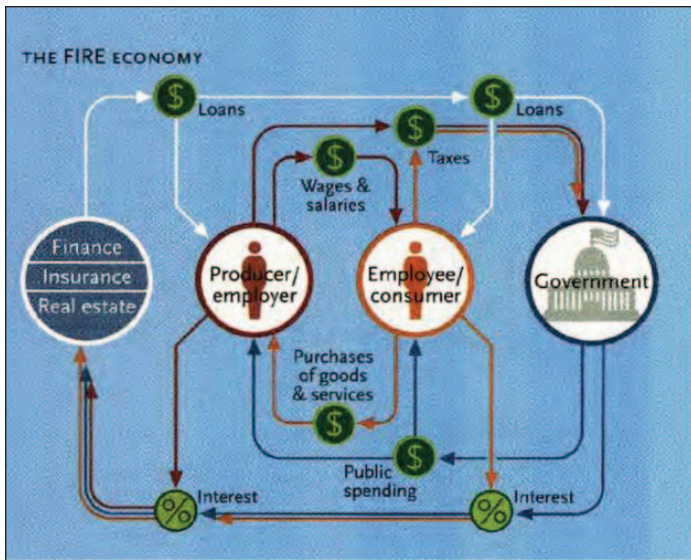 THE FIRE ECONOMY
$
Loans
$
Loans
$
Taxes
$
Wages &
salaries
Finance
Insurance
Real estate
Producer/
employer
Employee/
consumer
Government
Purchases
of goods
& services
$
$
Public
spending
%
Interest
%
Interest